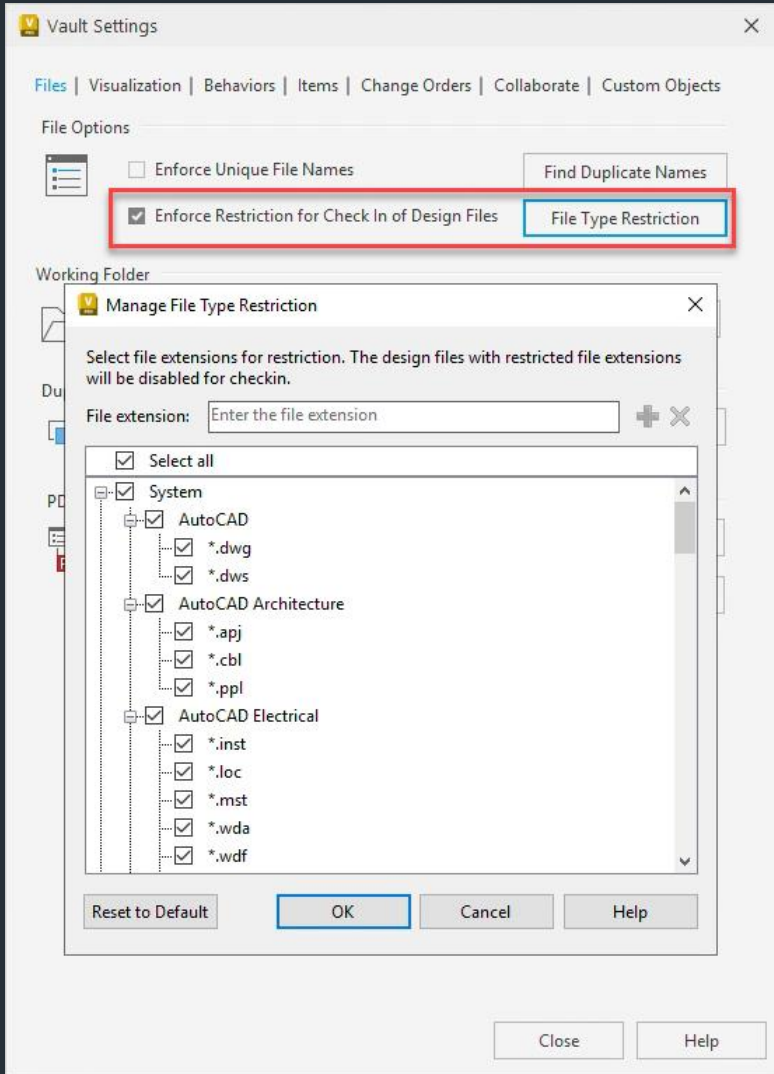 Vault Settings
Files | Visualization | Behaviors | Items | Change Orders | Collaborate | Custom Objects
File Options
Enforce Unique File Names
Find Duplicate Names
Enforce Restriction for Check In of Design Files
File Type Restriction
Working Folder
Manage File Type Restriction
Select file extensions for restriction. The design files with restricted file extensions
will be disabled for checkin.
File extension:
Enter the file extension
Select all
System
AutoCAD
*.dwg
*.dws
AutoCAD Architecture
*.apj
*.cbl
*.ppl
AutoCAD Electrical
*.inst
*.loc
*.mst
*.wda
*.wdf
Reset to Default
OK
Cancel
Help
Close
Help